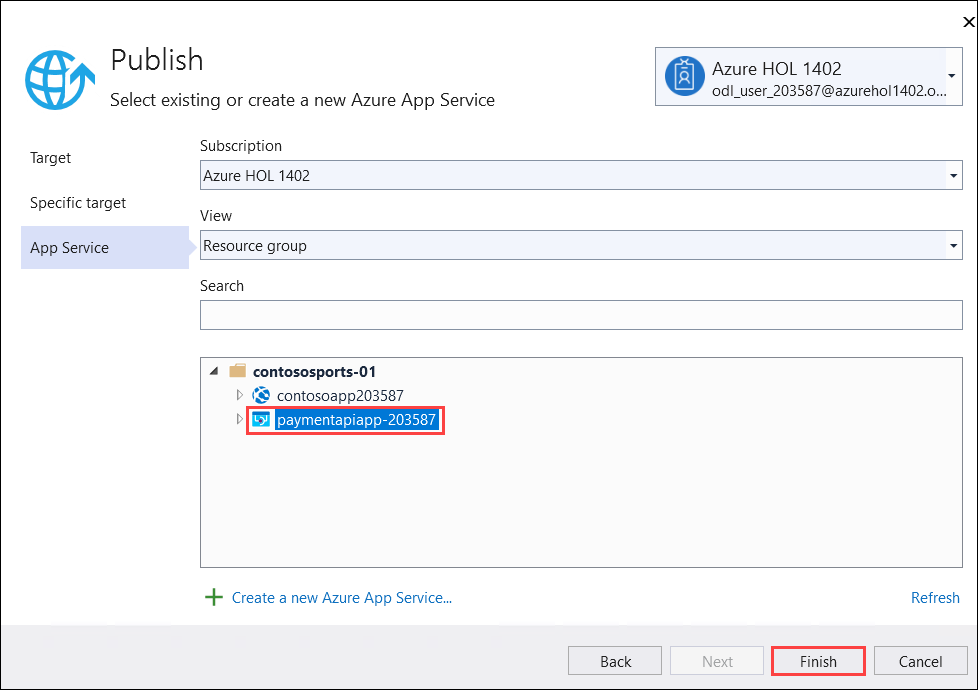 Publish
Select existing or create a new Azure App Service
Azure HOL 1402
odl_user_203587@azurehol1402.o...
Target
Specific target
App Service
Subscription
Azure HOL 1402
View
Resource group
Search
contososports-01
contosoapp203587
paymentapiapp-203587
Create a new Azure App Service...
Refresh
Back
Next
Finish
Cancel